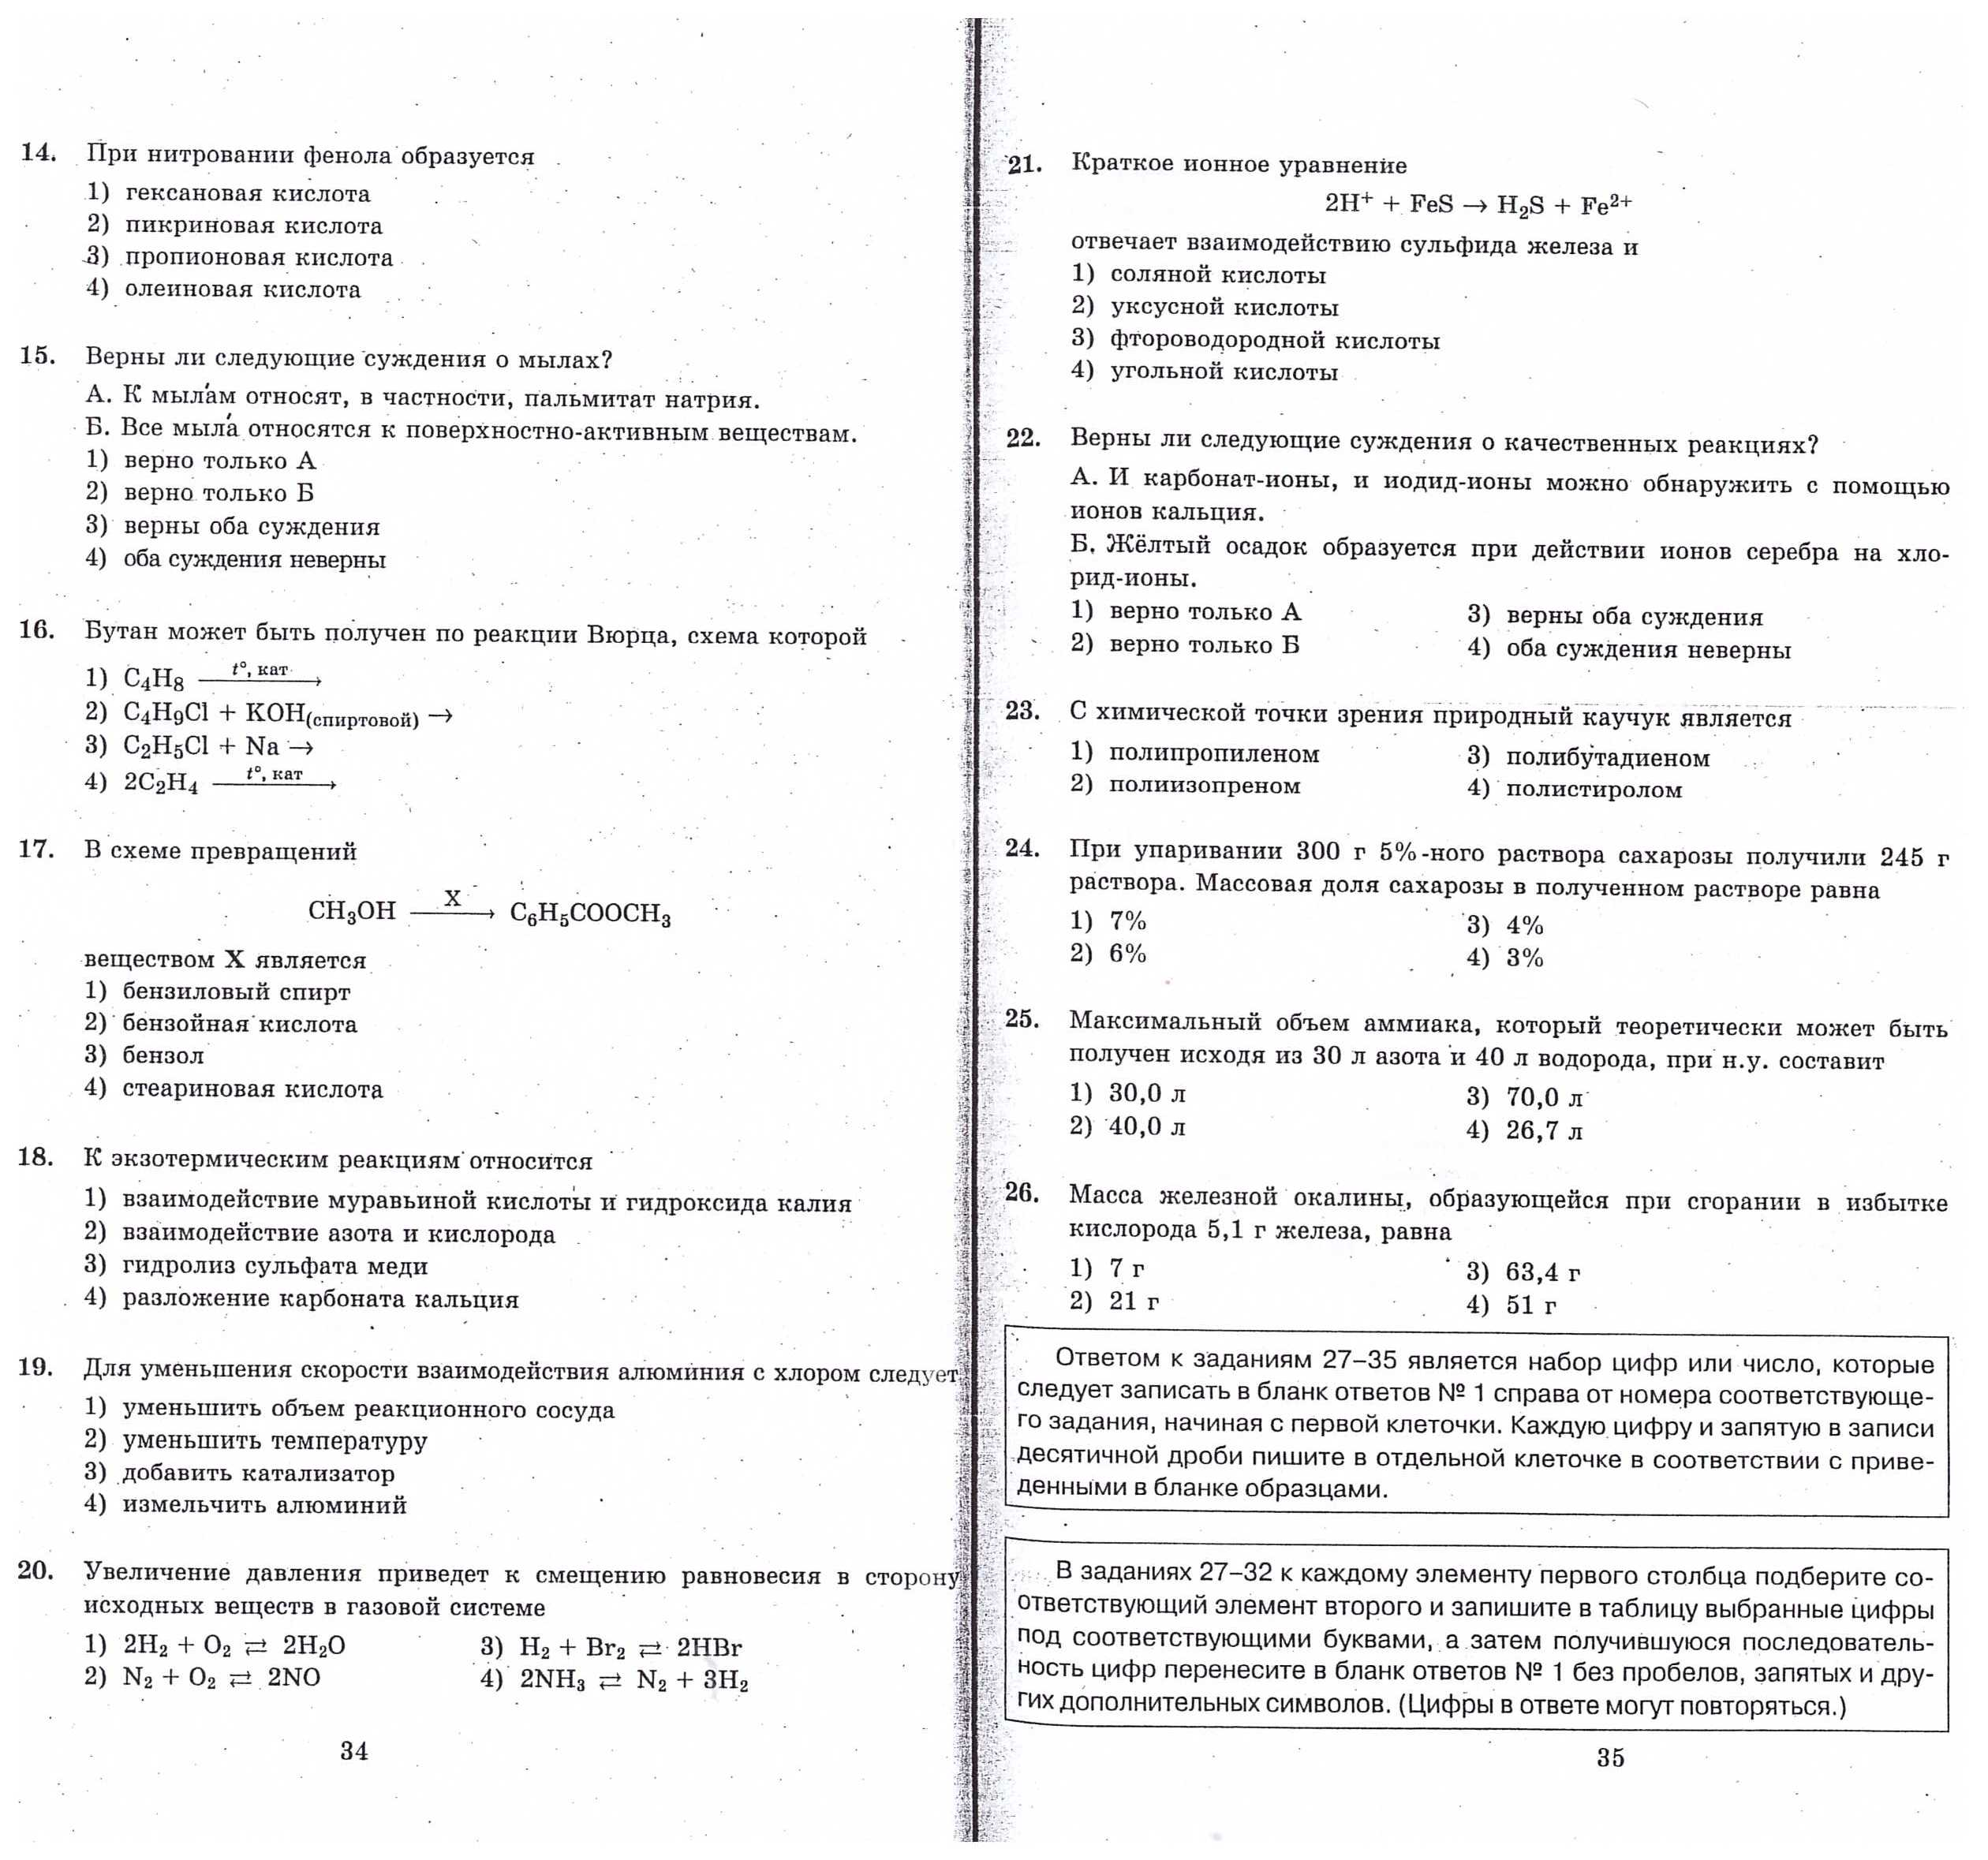 14. При нитровании фенола образуется
1) гексановая кислота
2) пикриновая кислота
3) пропионовая кислота
4) олеиновая кислота
15. Верны ли следующие суждения о мылах?
А. К мыла́м относят, в частности, пальмитат натрия.
Б. Все мыла́ относятся к поверхностно-активным веществам.
1) верно только А
2) верно только Б
3) верны оба суждения
4) оба суждения неверны
16. Бутан может быть получен по реакции Вюрца, схема которой
1) C₄H₈ —t°, кат→
2) C₄H₉Cl + KOH(спиртовой) →
3) C₂H₅Cl + Na →
4) 2C₂H₄ —t°, кат→
17. В схеме превращений
CH₃OH —X→ C₆H₅COOCH₃
веществом X является
1) бензиловый спирт
2) бензойная кислота
3) бензол
4) стеариновая кислота
18. К экзотермическим реакциям относится
1) взаимодействие муравьиной кислоты и гидроксида калия
2) взаимодействие азота и кислорода
3) гидролиз сульфата меди
4) разложение карбоната кальция
19. Для уменьшения скорости взаимодействия алюминия с хлором следует
1) уменьшить объем реакционного сосуда
2) уменьшить температуру
3) добавить катализатор
4) измельчить алюминий
20. Увеличение давления приведет к смещению равновесия в сторону
исходных веществ в газовой системе
1) 2H₂ + O₂ ⇄ 2H₂O 3) H₂ + Br₂ ⇄ 2HBr
2) N₂ + O₂ ⇄ 2NO 4) 2NH₃ ⇄ N₂ + 3H₂
34
21. Краткое ионное уравнение
2H⁺ + FeS → H₂S + Fe²⁺
отвечает взаимодействию сульфида железа и
1) соляной кислоты
2) уксусной кислоты
3) фтороводородной кислоты
4) угольной кислоты
22. Верны ли следующие суждения о качественных реакциях?
А. И карбонат-ионы, и иодид-ионы можно обнаружить с помощью
ионов кальция.
Б. Жёлтый осадок образуется при действии ионов серебра на хло-
рид-ионы.
1) верно только А 3) верны оба суждения
2) верно только Б 4) оба суждения неверны
23. С химической точки зрения природный каучук является
1) полипропиленом 3) полибутадиеном
2) полиизопреном 4) полистиролом
24. При упаривании 300 г 5%-ного раствора сахарозы получили 245 г
раствора. Массовая доля сахарозы в полученном растворе равна
1) 7% 3) 4%
2) 6% 4) 3%
25. Максимальный объем аммиака, который теоретически может быть
получен исходя из 30 л азота и 40 л водорода, при н.у. составит
1) 30,0 л 3) 70,0 л
2) 40,0 л 4) 26,7 л
26. Масса железной окалины, образующейся при сгорании в избытке
кислорода 5,1 г железа, равна
1) 7 г 3) 63,4 г
2) 21 г 4) 51 г
Ответом к заданиям 27–35 является набор цифр или число, которые
следует записать в бланк ответов № 1 справа от номера соответствующе-
го задания, начиная с первой клеточки. Каждую цифру и запятую в записи
десятичной дроби пишите в отдельной клеточке в соответствии с приве-
денными в бланке образцами.
В заданиях 27–32 к каждому элементу первого столбца подберите со-
ответствующий элемент второго и запишите в таблицу выбранные цифры
под соответствующими буквами, а затем получившуюся последователь-
ность цифр перенесите в бланк ответов № 1 без пробелов, запятых и дру-
гих дополнительных символов. (Цифры в ответе могут повторяться.)
35